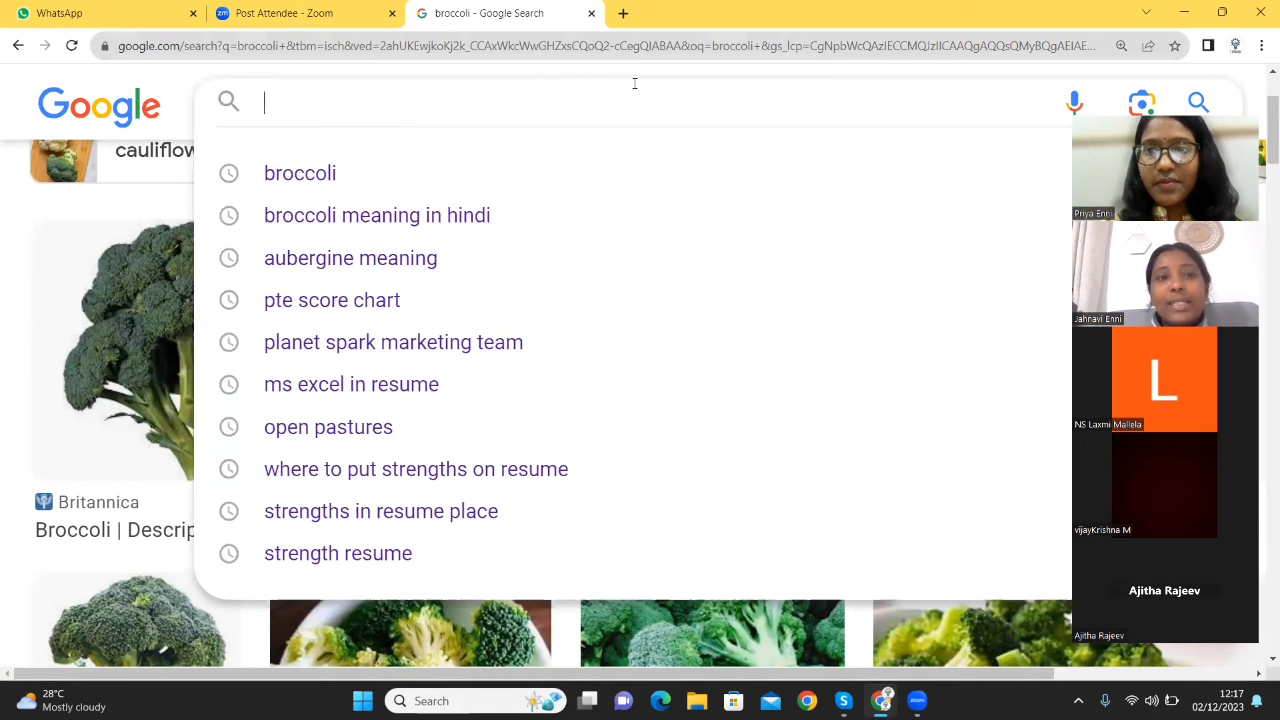 WhatsApp
Post Attendee - Zoom
broccoli - Google Search
google.com/search?q=broccoli+&tbm=isch&ved=2ahUKEwjkoKj2k_CCAxWt-WwGHZxsCQoQ2-cCegQIABAA&oq=broccoli+&gs_lcp=CgNpbWcQAzIECCMQJzIIAAgAQgAQQsQMyBQgAEIAE...
Google
cauliflow
broccoli
broccoli meaning in hindi
aubergine meaning
pte score chart
planet spark marketing team
ms excel in resume
open pastures
where to put strengths on resume
strengths in resume place
strength resume
Britannica
Broccoli | Descrip
Priya Enni
Jahnavi Enni
L
NS Laxmi Mallela
vijayKrishna M
Ajitha Rajeev
Ajitha Rajeev
28°C
Mostly cloudy
Search
12:17
02/12/2023